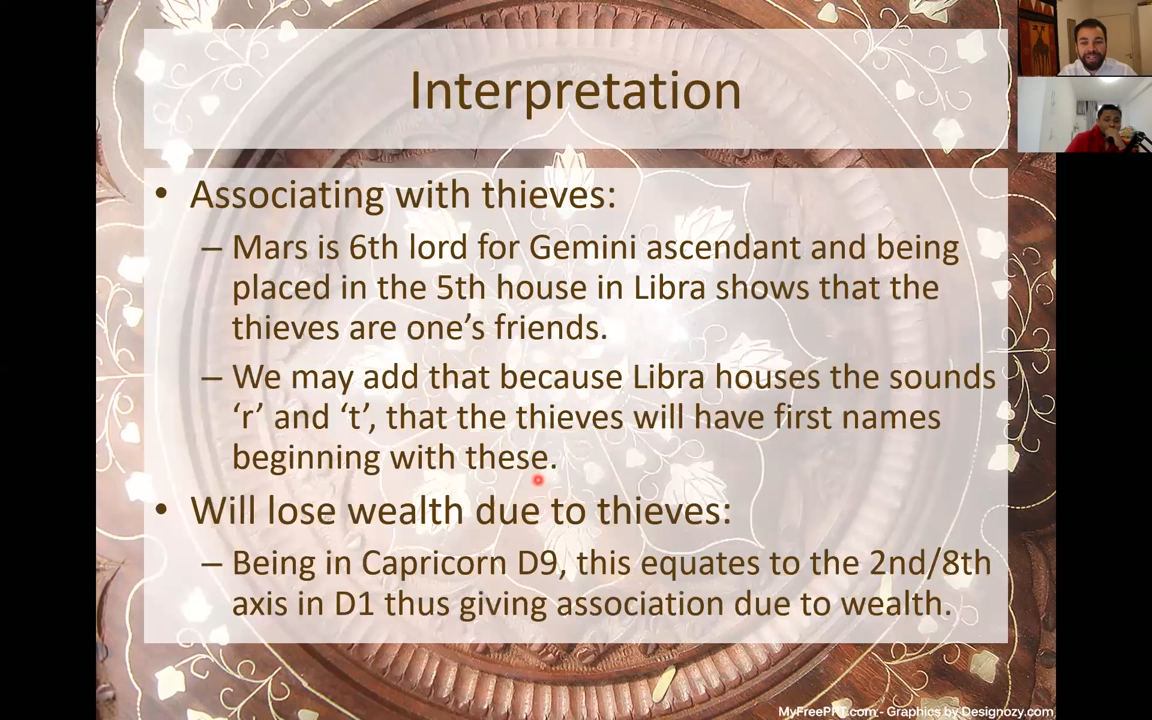 Interpretation
• Associating with thieves:
– Mars is 6th lord for Gemini ascendant and being
placed in the 5th house in Libra shows that the
thieves are one’s friends.
– We may add that because Libra houses the sounds
‘r’ and ‘t’, that the thieves will have first names
beginning with these.
• Will lose wealth due to thieves:
– Being in Capricorn D9, this equates to the 2nd/8th
axis in D1 thus giving association due to wealth.
MyFreePPT.com - Graphics by Designozy.com